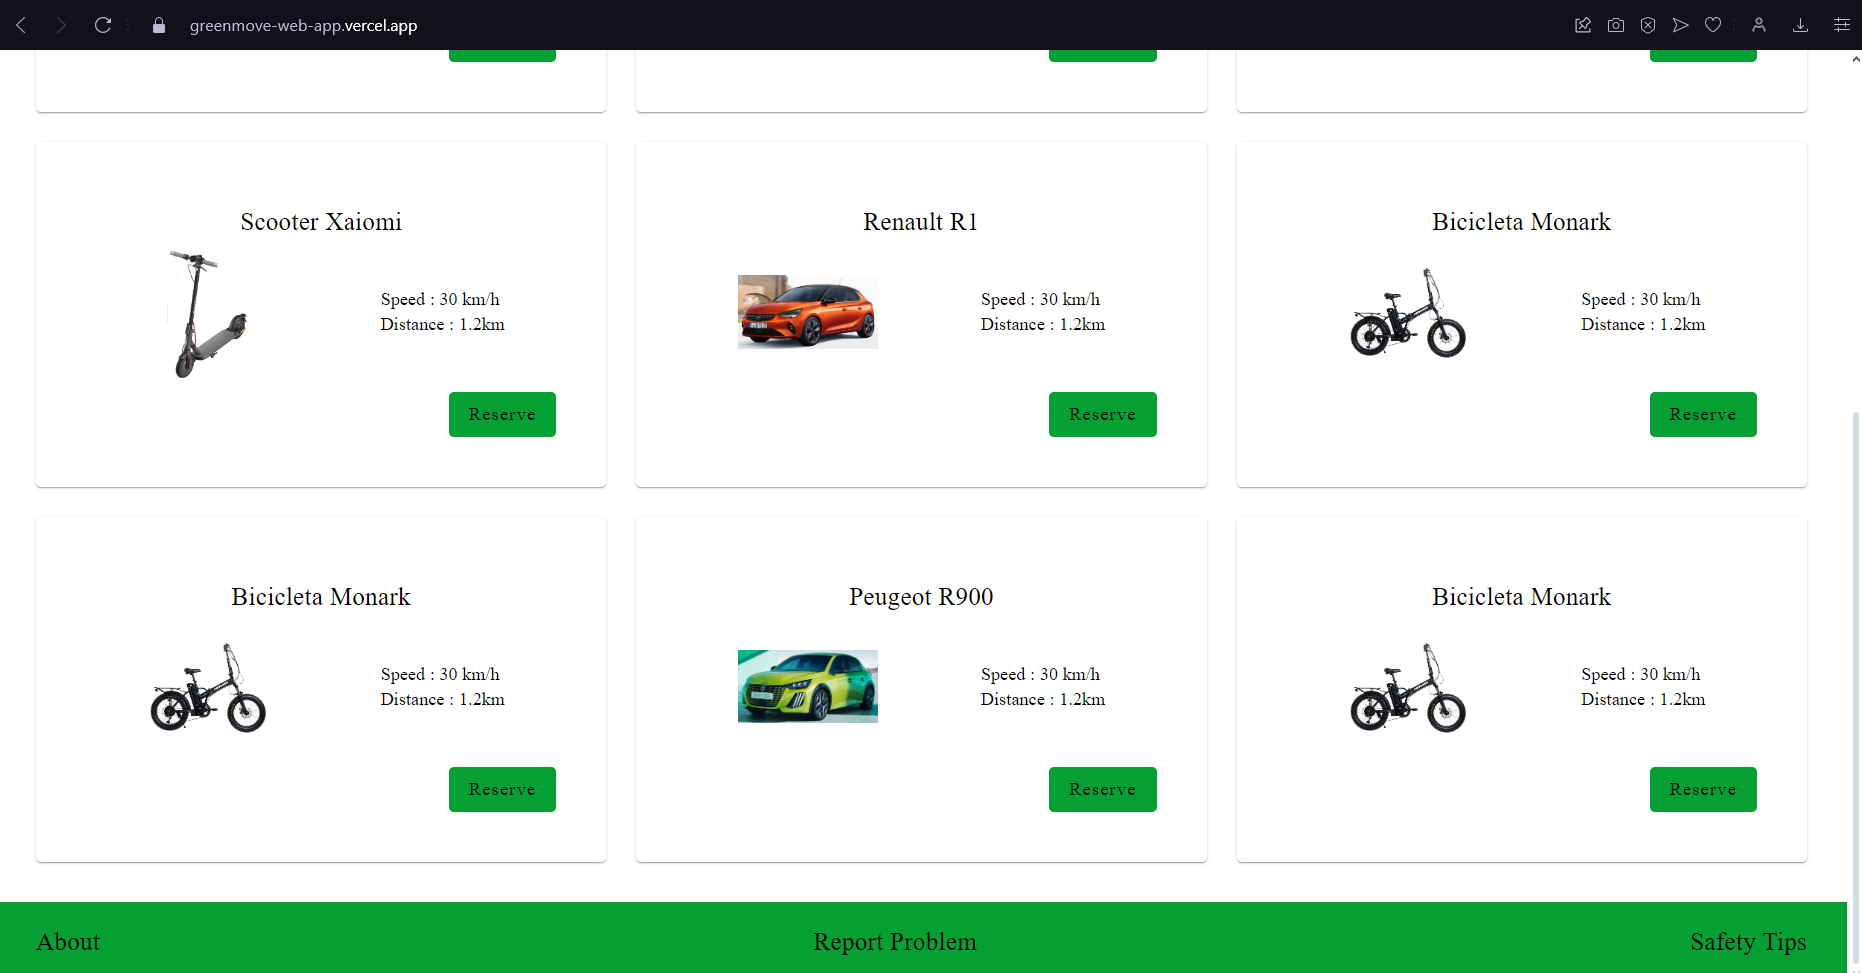 greenmove-web-app.vercel.app
Scooter Xaiomi
Speed : 30 km/h
Distance : 1.2km
Reserve
Renault R1
Speed : 30 km/h
Distance : 1.2km
Reserve
Bicicleta Monark
Speed : 30 km/h
Distance : 1.2km
Reserve
Bicicleta Monark
Speed : 30 km/h
Distance : 1.2km
Reserve
Peugeot R900
Speed : 30 km/h
Distance : 1.2km
Reserve
Bicicleta Monark
Speed : 30 km/h
Distance : 1.2km
Reserve
About
Report Problem
Safety Tips